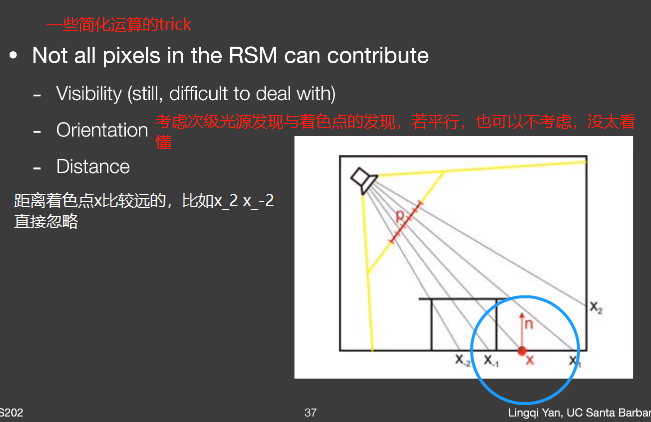 一些简化运算的trick
• Not all pixels in the RSM can contribute
- Visibility (still, difficult to deal with)
- Orientation 考虑次级光源发现与着色点的发现，若平行，也可以不考虑，没太看
懂
- Distance
距离着色点x比较远的，比如x_2 x_-2
直接忽略
p
n
x₂
x₋₂ x₋₁ x x₁
S202 37 Lingqi Yan, UC Santa Barbar